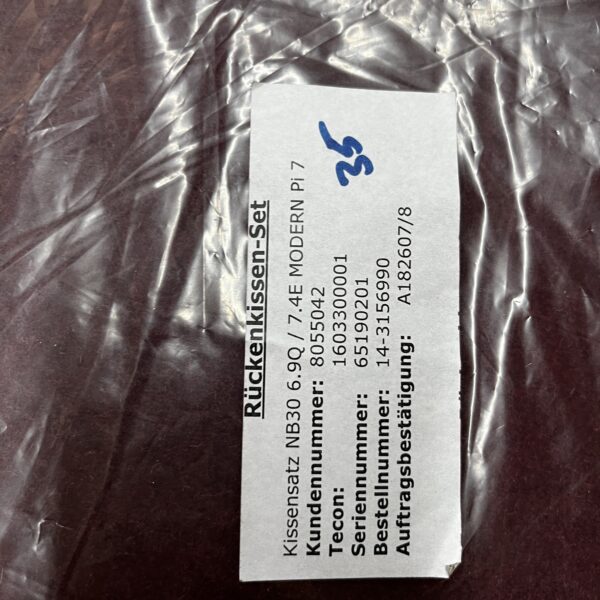 Rückenkissen-Set
Kissensatz NB30 6.9Q / 7.4E MODERN Pi 7
Kundennummer: 8055042
Tecon: 1603300001
Seriennummer: 65190201
Bestellnummer: 14-3156990
Auftragsbestätigung: A182607/8
35